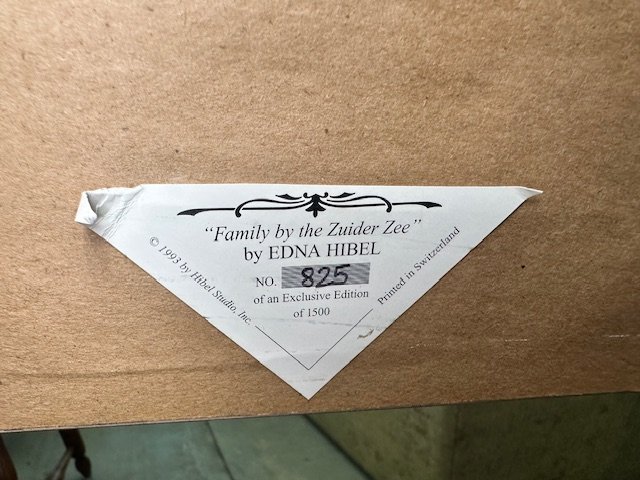 "Family by the Zuider Zee"
by EDNA HIBEL
NO. 825
of an Exclusive Edition
of 1500
© 1993 by Hibel Studio, Inc.
Printed in Switzerland